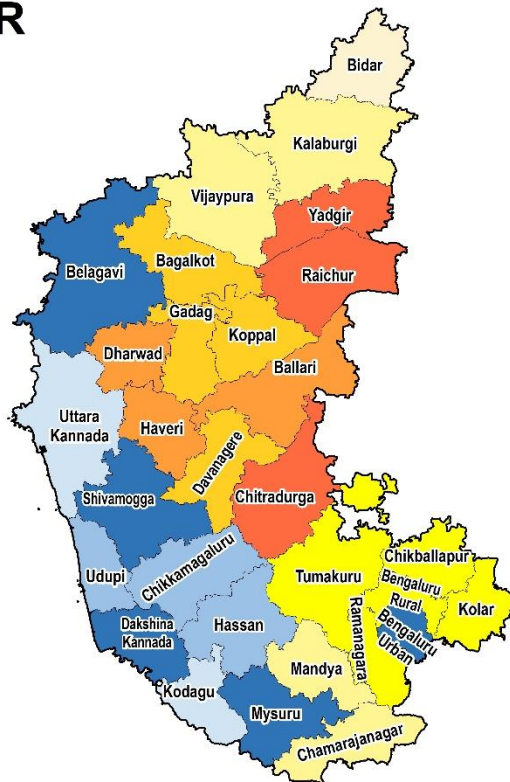 R
Bidar
Kalaburgi
Vijaypura
Yadgir
Raichur
Belagavi
Bagalkot
Gadag
Koppal
Dharwad
Ballari
Uttara
Kannada
Haveri
Davanagere
Shivamogga
Chitradurga
Chikkamagaluru
Udupi
Tumakuru
Chikballapur
Bengaluru
Rural
Kolar
Bengaluru
Urban
Ramanagara
Dakshina
Kannada
Hassan
Mandya
Kodagu
Mysuru
Chamarajanagar